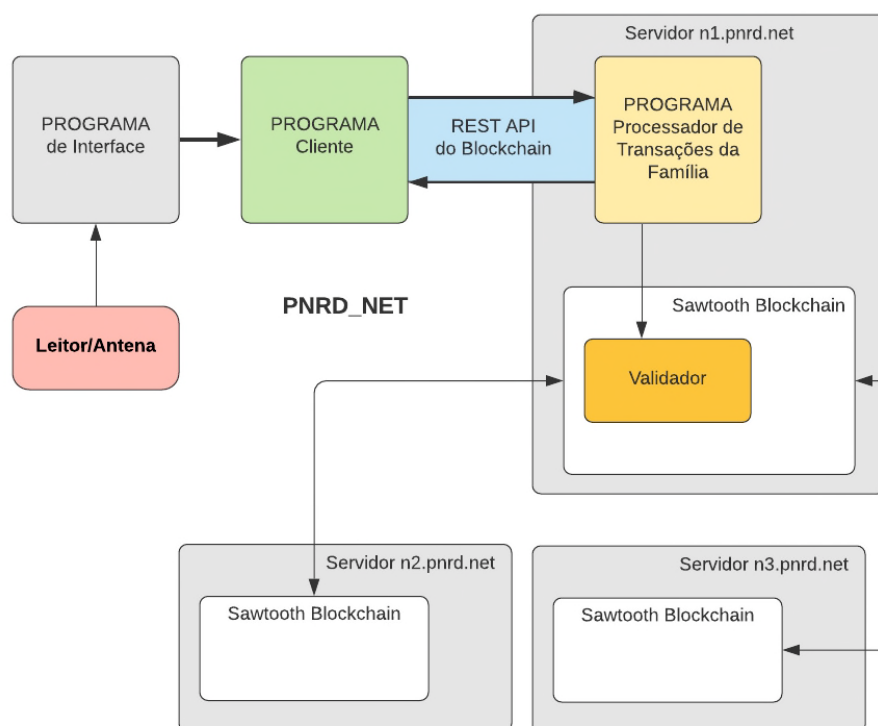 Servidor n1.pnrd.net
PROGRAMA
de Interface
PROGRAMA
Cliente
REST API
do Blockchain
PROGRAMA
Processador de
Transações da
Família
PNRD_NET
Leitor/Antena
Sawtooth Blockchain
Validador
Servidor n2.pnrd.net
Sawtooth Blockchain
Servidor n3.pnrd.net
Sawtooth Blockchain